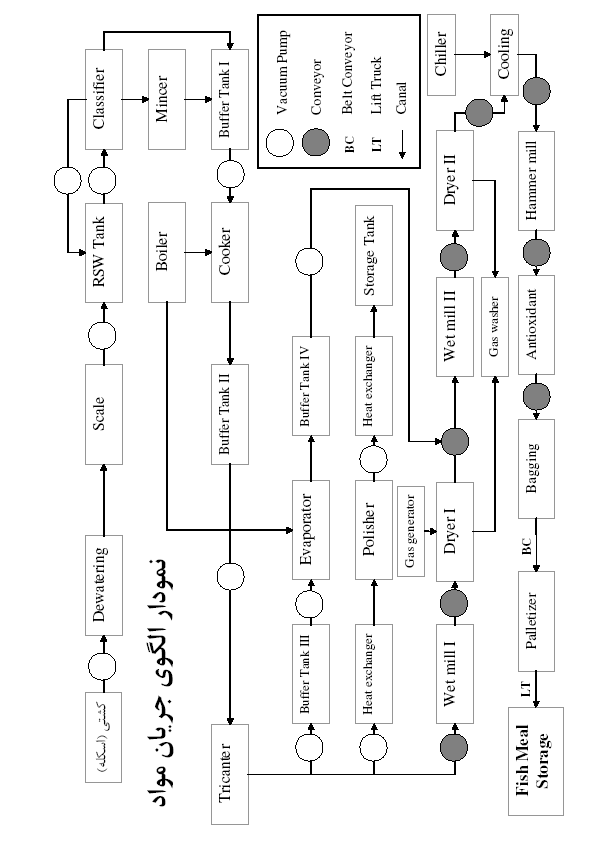 کشتی (اسکله)
Dewatering
Scale
RSW Tank
Classifier
نمودار الگوی جریان مواد
Boiler
Mincer
Tricanter
Buffer Tank II
Cooker
Buffer Tank I
Vacuum Pump
Conveyor
BC Belt Conveyor
LT Lift Truck
Canal
Buffer Tank III
Evaporator
Buffer Tank IV
Heat exchanger
Polisher
Heat exchanger
Storage Tank
Gas generator
Wet mill I
Dryer I
Wet mill II
Dryer II
Chiller
Gas washer
Cooling
Fish Meal
Storage
LT
Palletizer
BC
Bagging
Antioxidant
Hammer mill